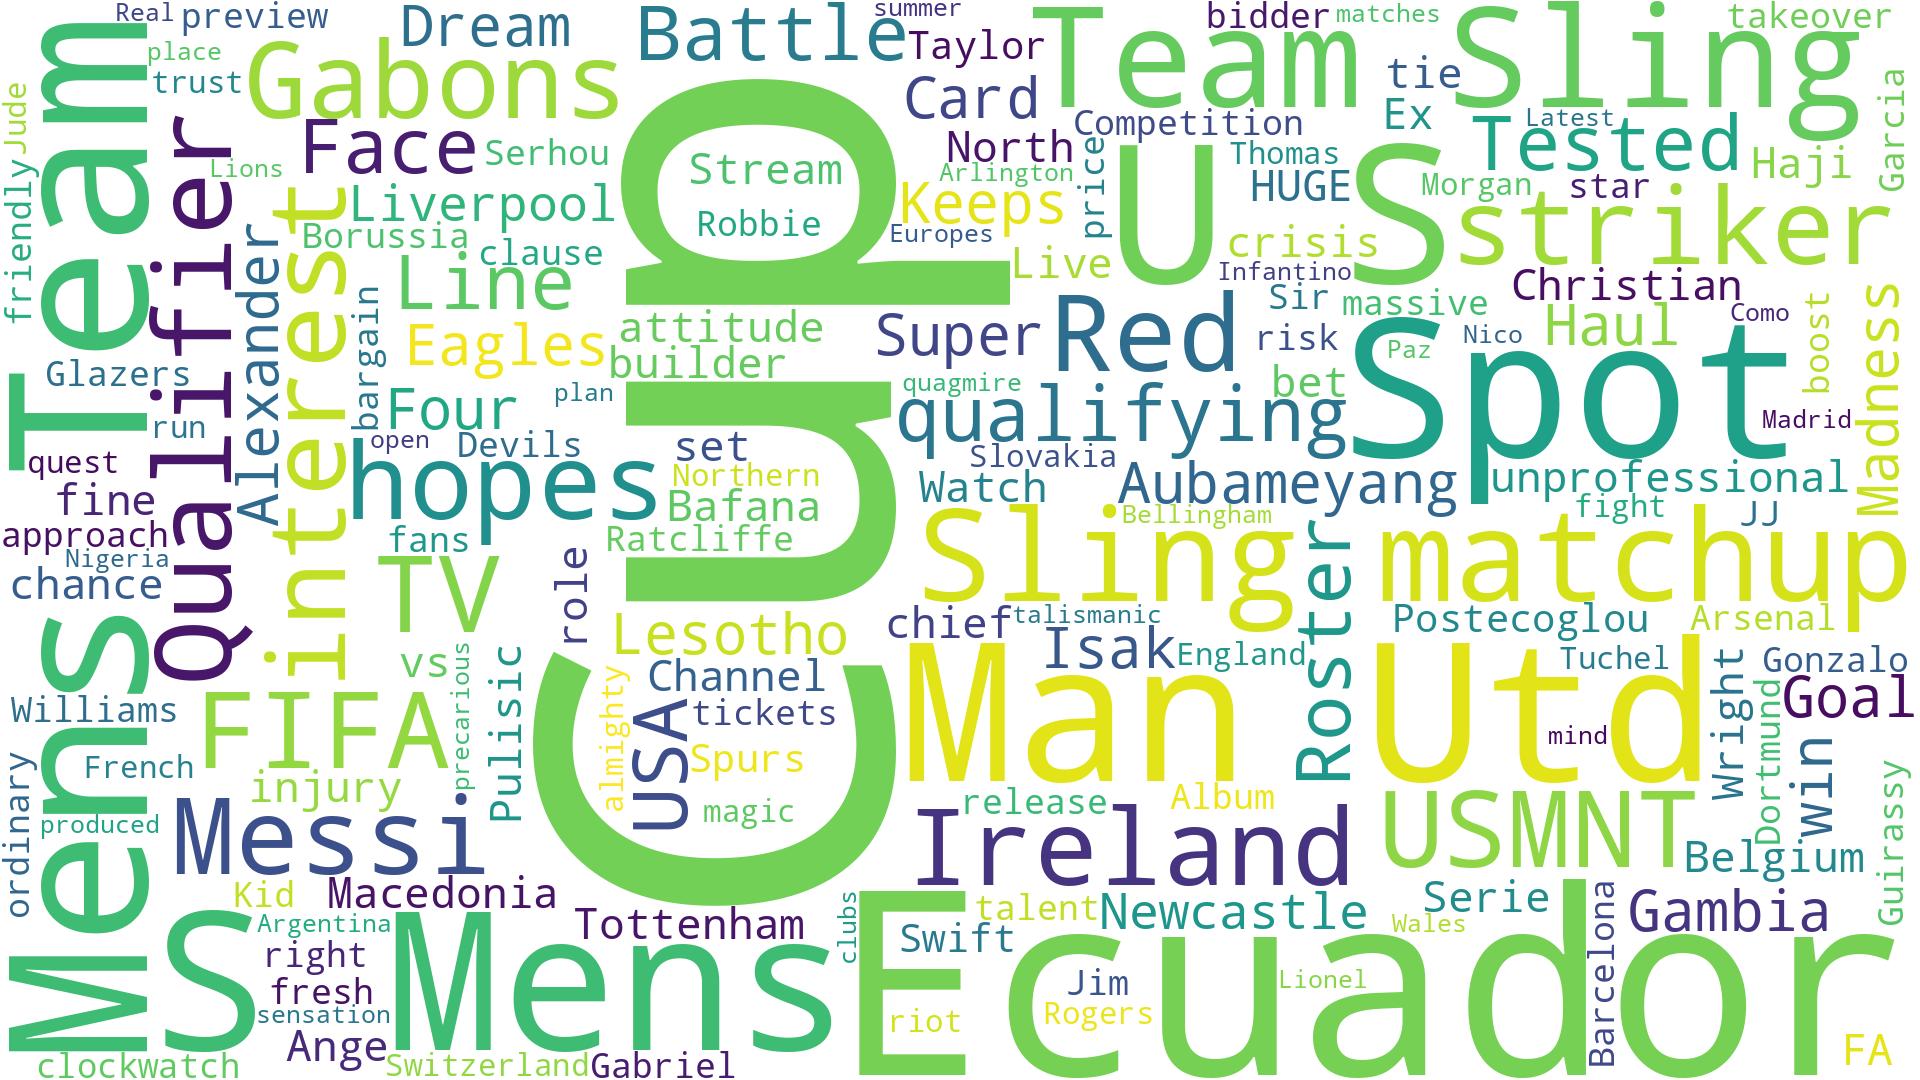 Real
preview
Dream
Battle
summer
Taylor
Team
bidder
matches
Sling
takeover
place
trust
Gabons
Card
tie
Ex
Latest
Garcia
Jude
friendly
Mens Team
Qualifier
Lions
Face
Serhou
Stream
North
Competition
Arlington
Thomas
Tested
Haji
interest
Liverpool
Robbie
Keeps
price
U S
HUGE
Morgan
star
striker
Borussia
clause
Europes
Live
crisis
Infantino
Christian
Alexander
Line
Cup
Sir
massive
Como
Madness
bargain
Eagles
attitude
Super
Red
risk
Paz
Nico
Haul
boost
Glazers
builder
plan
quagmire
bet
Spot
run
Four
qualifying
Madrid
open
Devils
set
Slovakia
quest
hopes
Northern
Watch
Aubameyang
unprofessional
fine
Bafana
Bellingham
fight
JJ
approach
fans
Ratcliffe
Sling
Roster
matchup
Nigeria
chance
TV
role
Lesotho
chief
talismanic
Postecoglou
Arsenal
vs
precarious
Pulisic
almighty
Channel
Isak
England
Tuchel
Gonzalo
Williams
FIFA
USA
tickets
Man Utd
Wright
Dortmund
Goal
French
Spurs
mind
win
ordinary
injury
magic
release
Album
Guirassy
produced
Messi
Ireland
USMNT
Belgium
Kid
Macedonia
clubs
talent
Newcastle
Serie
Barcelona
Gambia
Argentina
Tottenham
Swift
Wales
right
S Mens
Ecuador
fresh
Jim
Lionel
sensation
riot
Rogers
Ange
FA
clockwatch
Switzerland
Gabriel